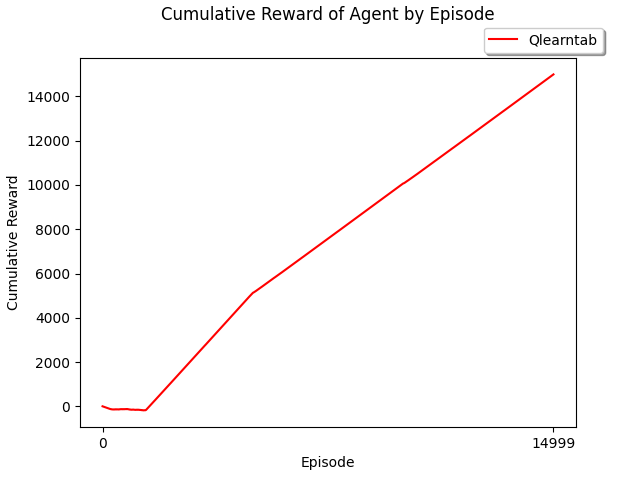 Cumulative Reward of Agent by Episode
Qlearntab
14000
12000
10000
8000
6000
4000
2000
0
Cumulative Reward
0 14999
Episode